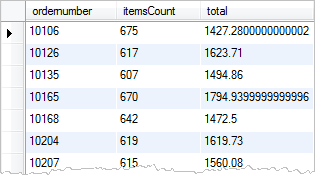 ordernumber itemsCount total
10106 675 1427.2800000000002
10126 617 1623.71
10135 607 1494.86
10165 670 1794.9399999999996
10168 642 1472.5
10204 619 1619.73
10207 615 1560.08